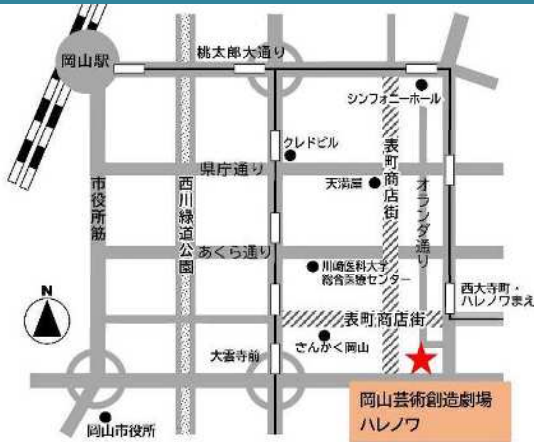 岡山駅
桃太郎大通り
シンフォニーホール
クレドビル
表町商店街
県庁通り
天満屋
市役所筋
西川緑道公園
オランダ通り
あくら通り
川崎医科大学
総合医療センター
N
西大寺町・
ハレノワまえ
表町商店街
大雲寺前
さんかく岡山
岡山芸術創造劇場
ハレノワ
岡山市役所